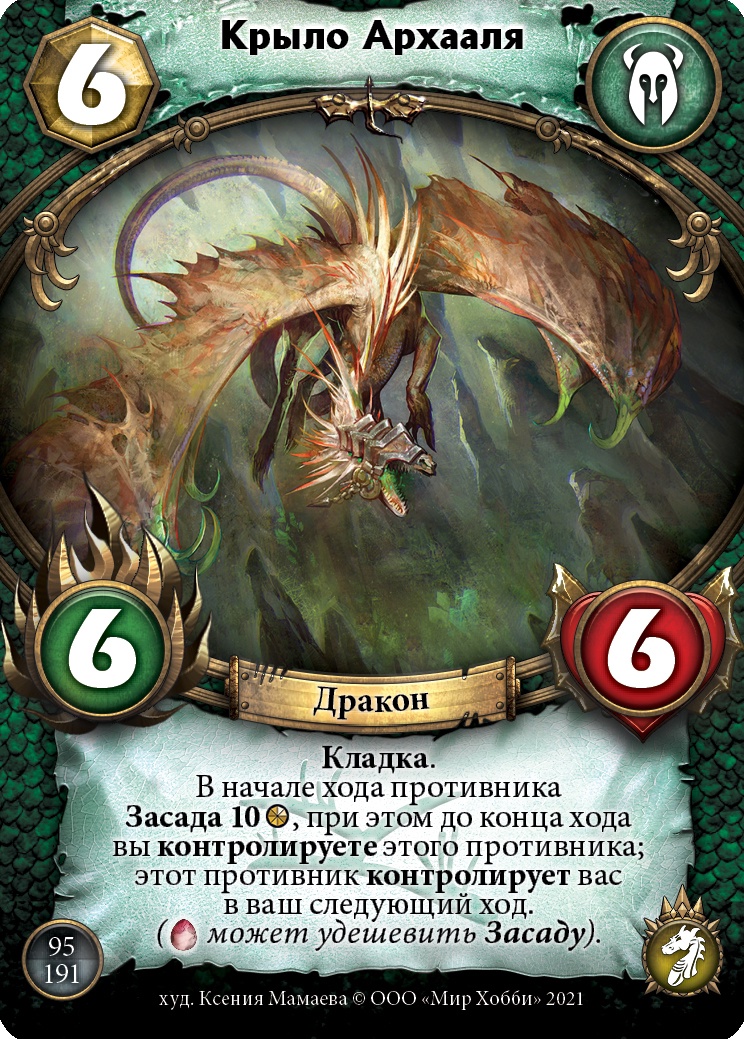 Крыло Архааля
6
6
6
Дракон
Кладка.
В начале хода противника
Засада 10 , при этом до конца хода
вы контролируете этого противника;
этот противник контролирует вас
в ваш следующий ход.
( может удешевить Засаду).
95
191
худ. Ксения Мамаева © ООО «Мир Хобби» 2021